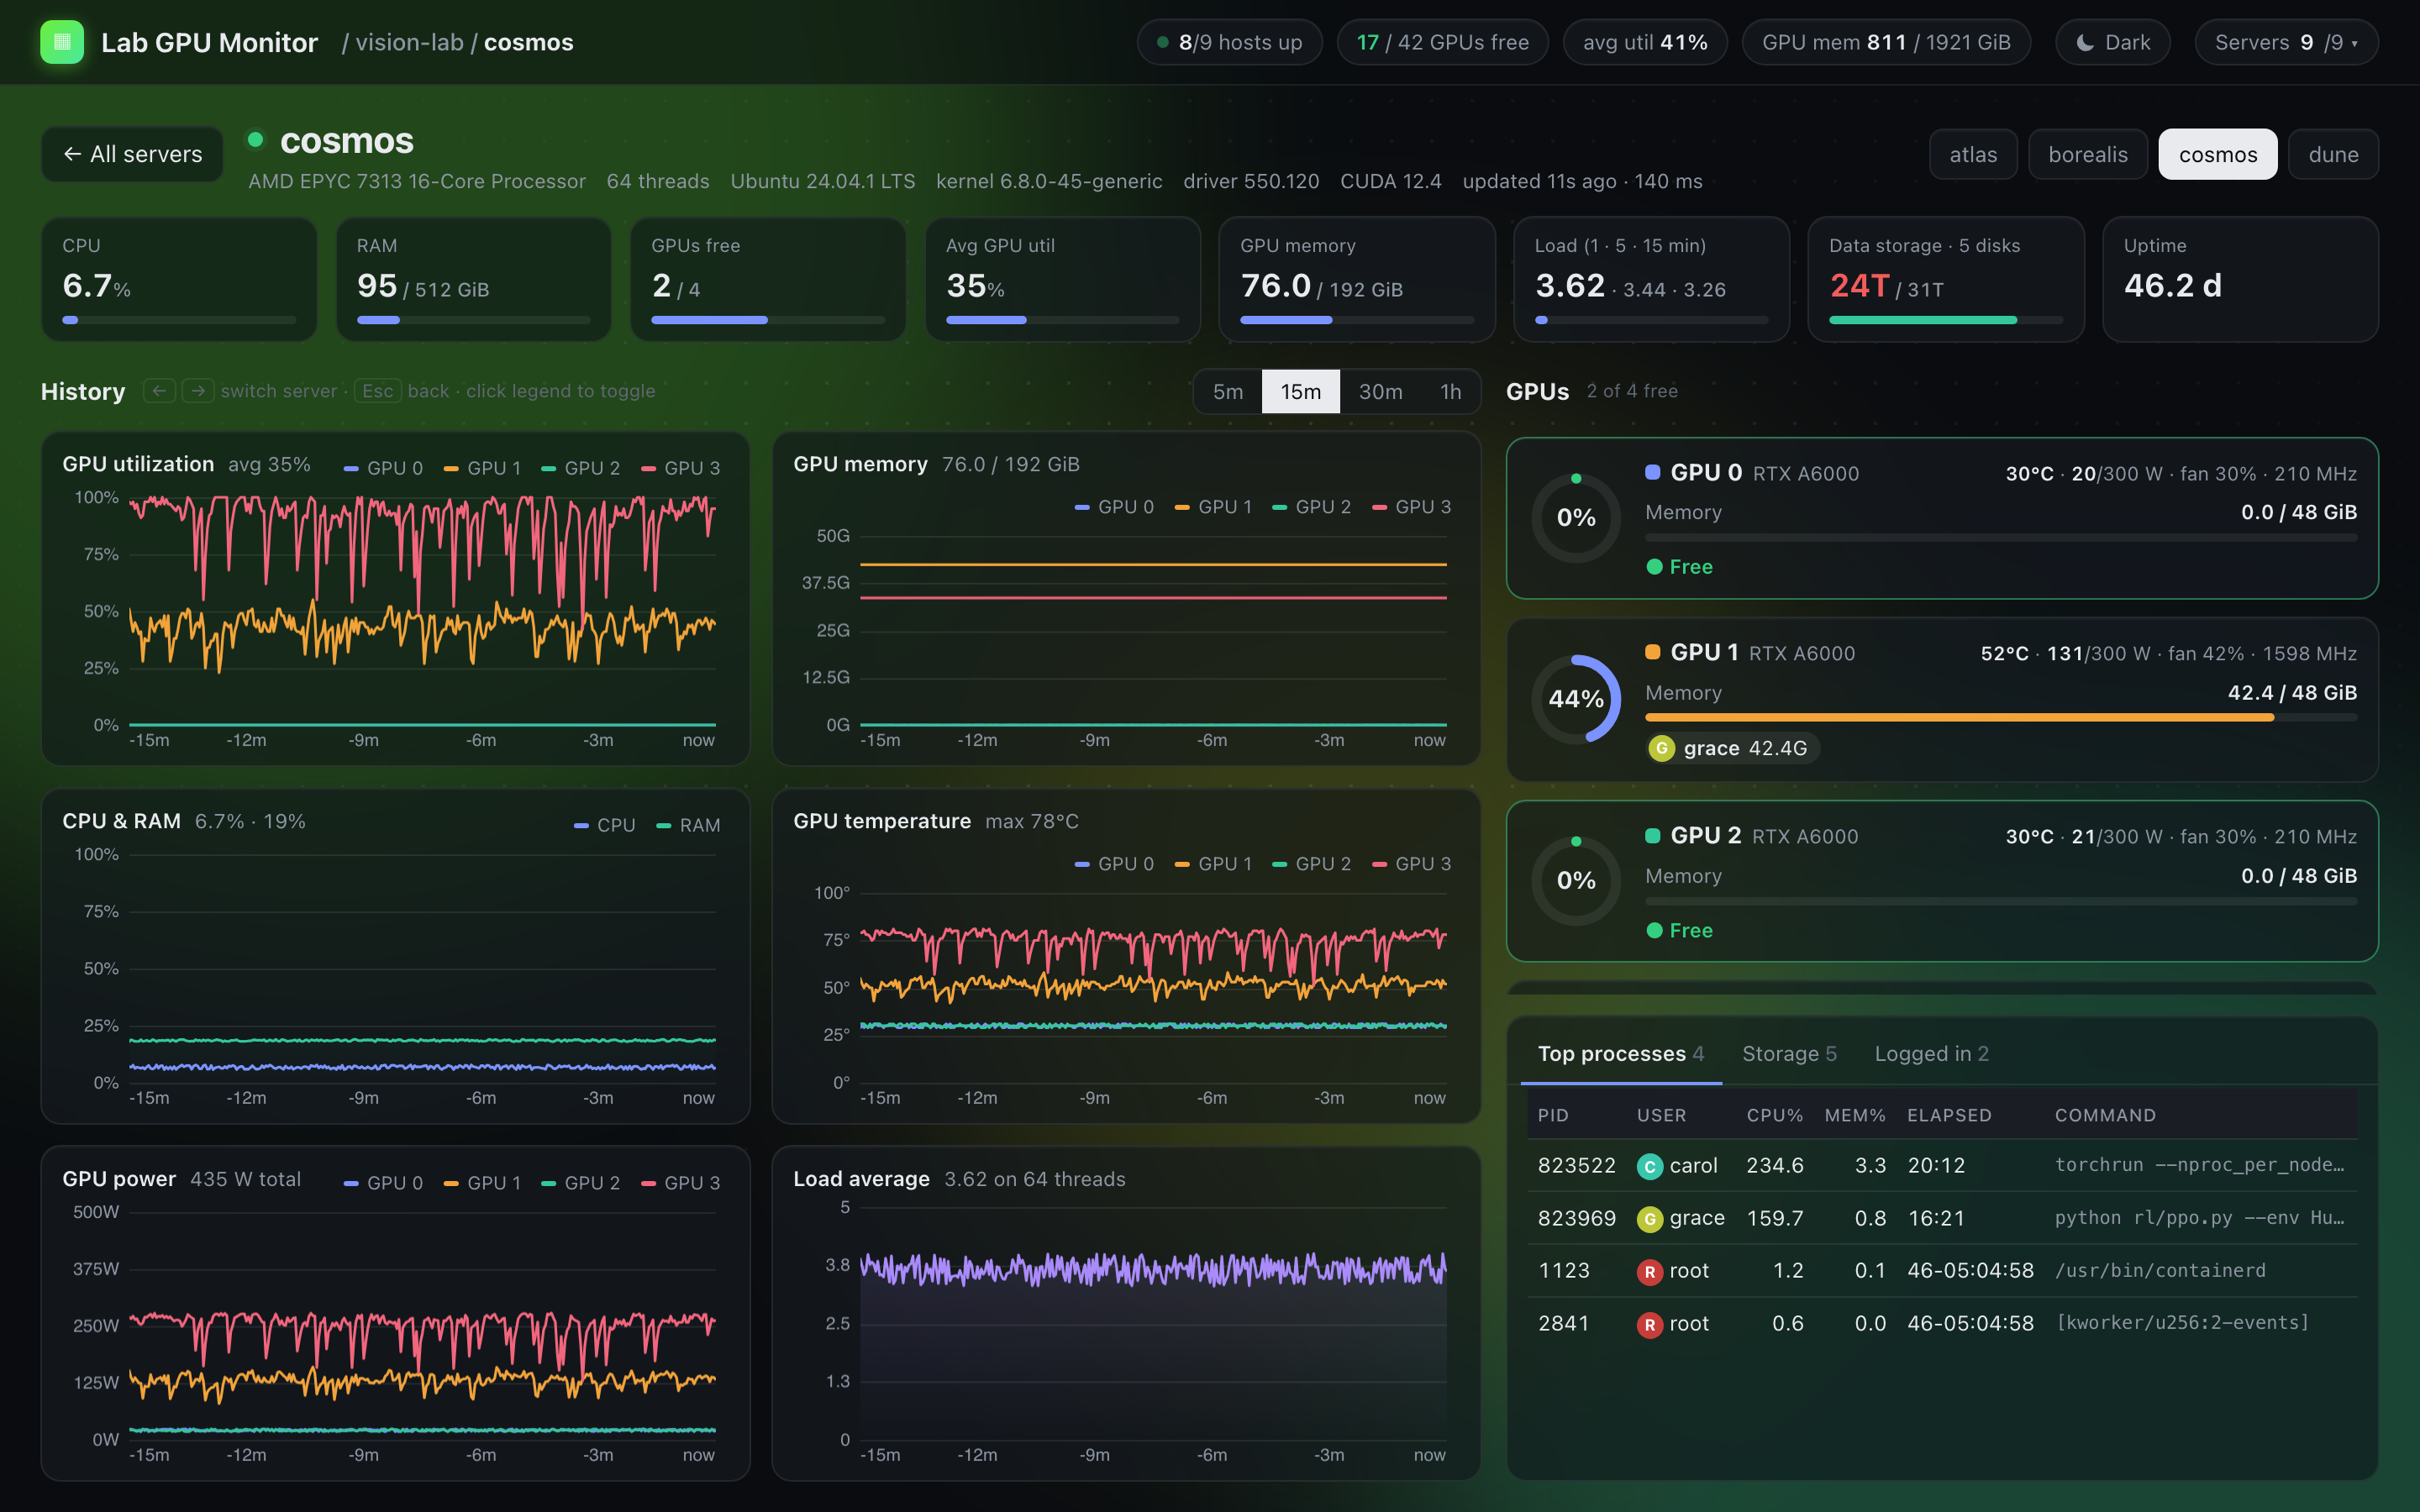 Lab GPU Monitor / vision-lab / cosmos
8/9 hosts up
17 / 42 GPUs free
avg util 41%
GPU mem 811 / 1921 GiB
Dark
Servers 9 /9 ▾
← All servers
cosmos
AMD EPYC 7313 16-Core Processor 64 threads Ubuntu 24.04.1 LTS kernel 6.8.0-45-generic driver 550.120 CUDA 12.4 updated 11s ago · 140 ms
atlas borealis cosmos dune
CPU
6.7%
RAM
95 / 512 GiB
GPUs free
2 / 4
Avg GPU util
35%
GPU memory
76.0 / 192 GiB
Load (1 · 5 · 15 min)
3.62 · 3.44 · 3.26
Data storage · 5 disks
24T / 31T
Uptime
46.2 d
History ← → switch server · Esc back · click legend to toggle
5m 15m 30m 1h
GPU utilization avg 35% GPU 0 GPU 1 GPU 2 GPU 3
100%
75%
50%
25%
0%
-15m -12m -9m -6m -3m now
GPU memory 76.0 / 192 GiB
GPU 0 GPU 1 GPU 2 GPU 3
50G
37.5G
25G
12.5G
0G
-15m -12m -9m -6m -3m now
CPU & RAM 6.7% · 19% CPU RAM
100%
75%
50%
25%
0%
-15m -12m -9m -6m -3m now
GPU temperature max 78°C
GPU 0 GPU 1 GPU 2 GPU 3
100°
75°
50°
25°
0°
-15m -12m -9m -6m -3m now
GPU power 435 W total GPU 0 GPU 1 GPU 2 GPU 3
500W
375W
250W
125W
0W
-15m -12m -9m -6m -3m now
Load average 3.62 on 64 threads
5
3.8
2.5
1.3
0
-15m -12m -9m -6m -3m now
GPUs 2 of 4 free
0%
GPU 0 RTX A6000 30°C · 20/300 W · fan 30% · 210 MHz
Memory 0.0 / 48 GiB
Free
44%
GPU 1 RTX A6000 52°C · 131/300 W · fan 42% · 1598 MHz
Memory 42.4 / 48 GiB
G grace 42.4G
0%
GPU 2 RTX A6000 30°C · 21/300 W · fan 30% · 210 MHz
Memory 0.0 / 48 GiB
Free
Top processes 4 Storage 5 Logged in 2
PID USER CPU% MEM% ELAPSED COMMAND
823522 C carol 234.6 3.3 20:12 torchrun --nproc_per_node…
823969 G grace 159.7 0.8 16:21 python rl/ppo.py --env Hu…
1123 R root 1.2 0.1 46-05:04:58 /usr/bin/containerd
2841 R root 0.6 0.0 46-05:04:58 [kworker/u256:2-events]